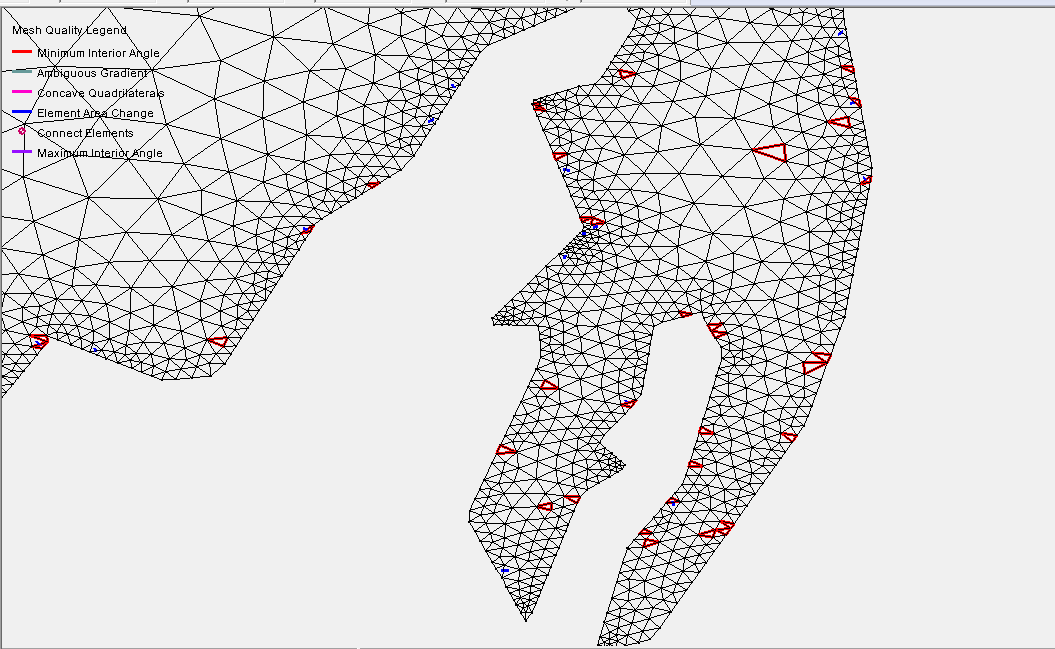 Mesh Quality Legend
Minimum Interior Angle
Ambiguous Gradient
Concave Quadrilaterals
Element Area Change
Connect Elements
Maximum Interior Angle